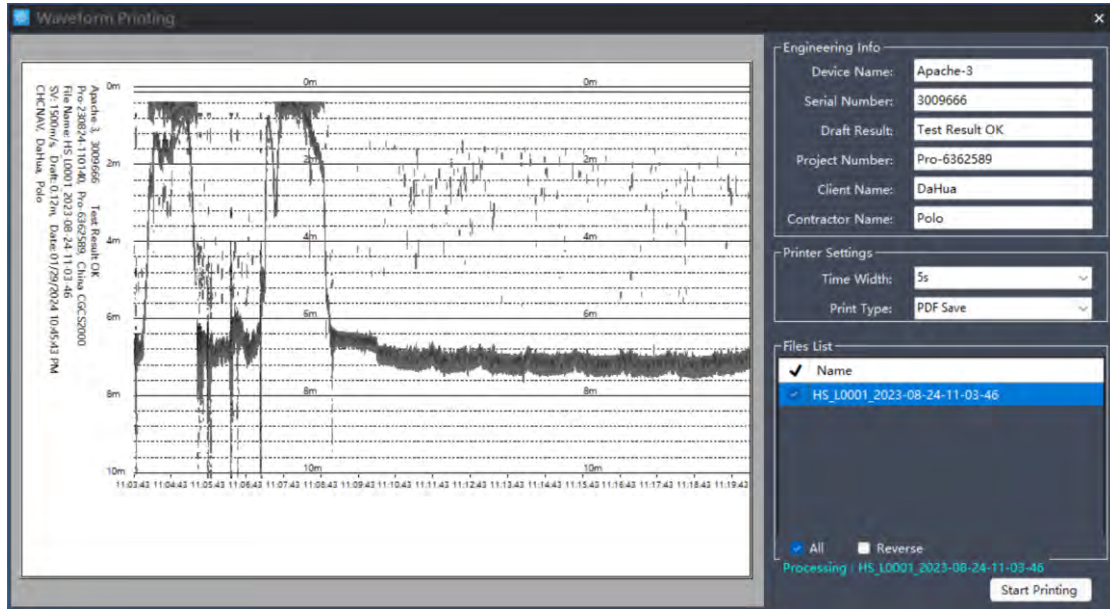 Waveform Printing
Apache-3, 3009666 Test Result OK
Pro-230824-110140, Pro-6362589, China CGCS2000
File Name: HS_L0001_2023-08-24-11-03-46
SV: 1500m/s, Draft: 0.12m, Date:01/29/2024 10:45:43 PM
CHCNAV, DaHua, Polo
0m 0m 0m
2m 2m 2m
4m 4m 4m
6m 6m 6m
8m 8m 8m
10m 10m 10m
11:03:43 11:04:43 11:05:43 11:06:43 11:07:43 11:08:43 11:09:43 11:10:43 11:11:43 11:12:43 11:13:43 11:14:43 11:15:43 11:16:43 11:17:43 11:18:43 11:19:43
Engineering Info
Device Name: Apache-3
Serial Number: 3009666
Draft Result: Test Result OK
Project Number: Pro-6362589
Client Name: DaHua
Contractor Name: Polo
Printer Settings
Time Width: 5s
Print Type: PDF Save
Files List
Name
HS_L0001_2023-08-24-11-03-46
All Reverse
Processing : HS_L0001_2023-08-24-11-03-46
Start Printing